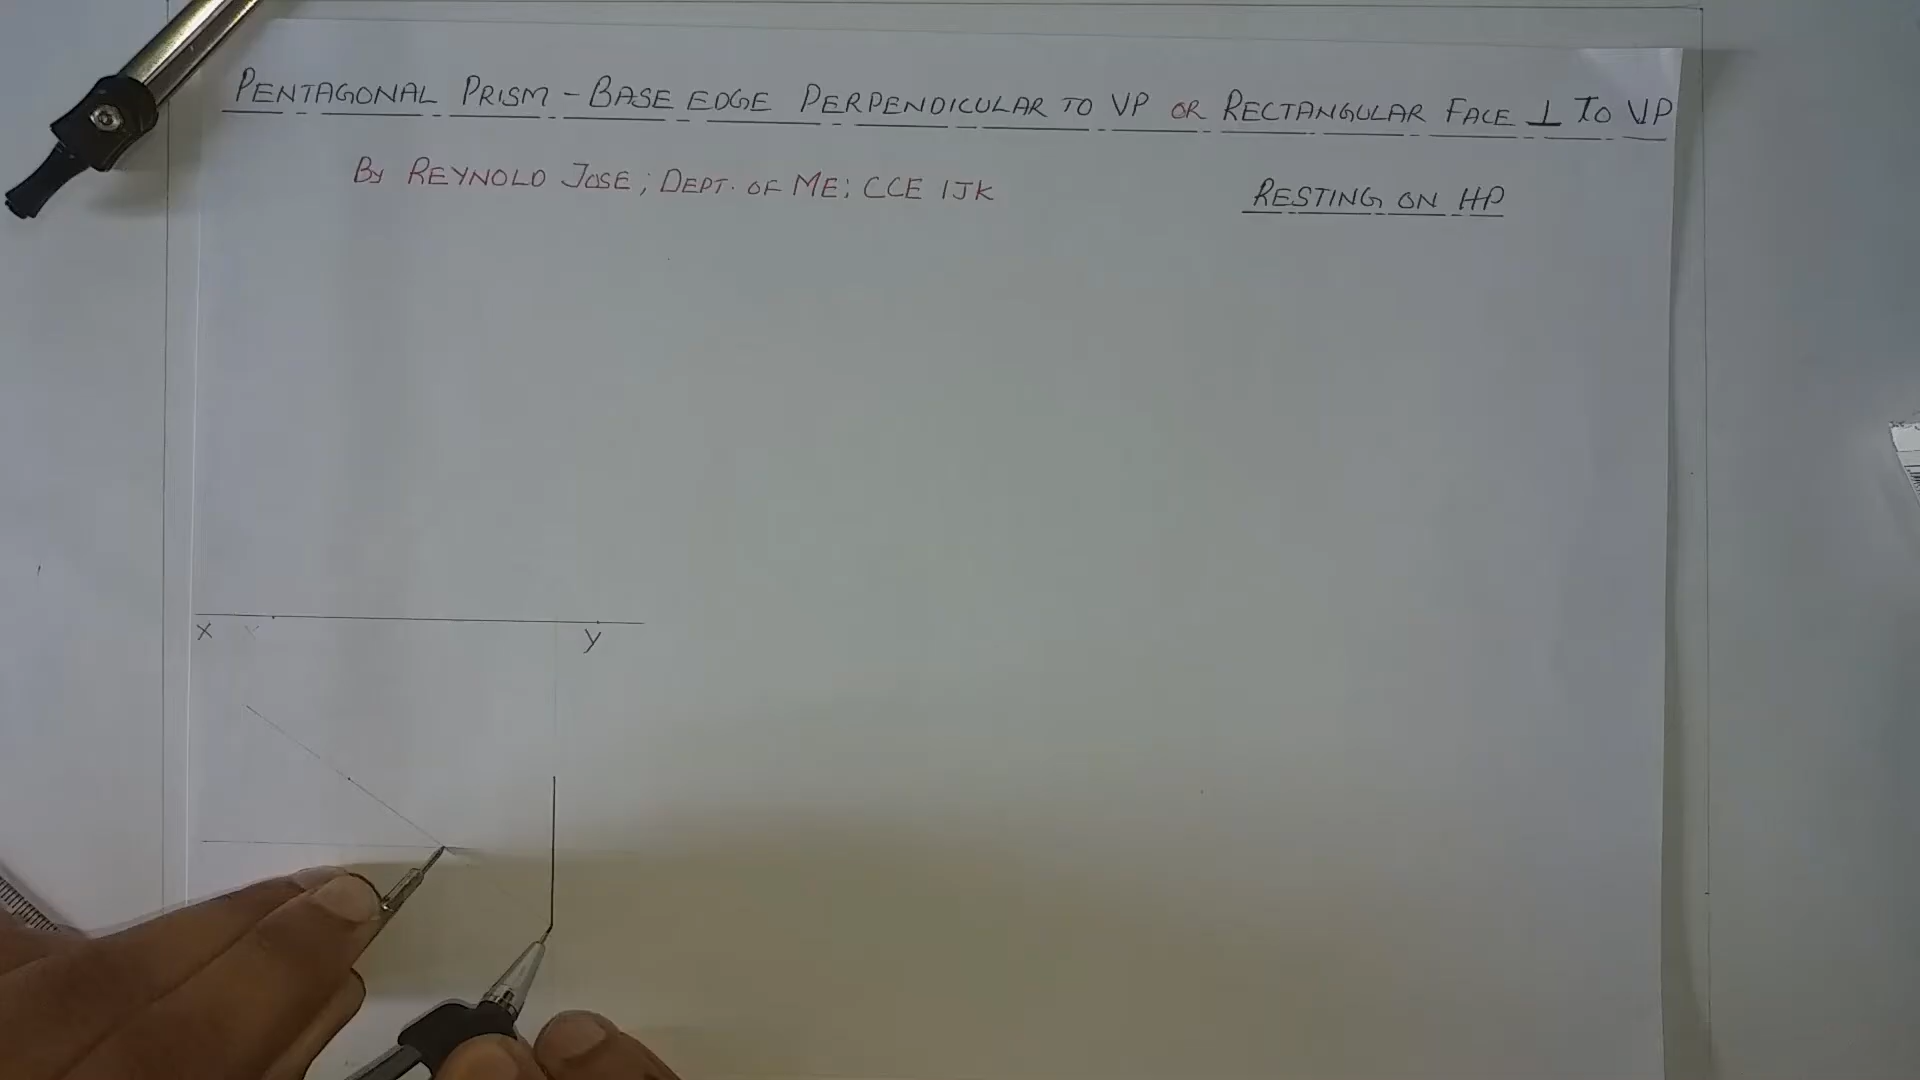 PENTAGONAL PRISM - BASE EDGE PERPENDICULAR TO VP OR RECTANGULAR FACE ⊥ TO VP
By REYNOLD JOSE; DEPT. OF ME; CCE IJK
RESTING ON HP
X Y